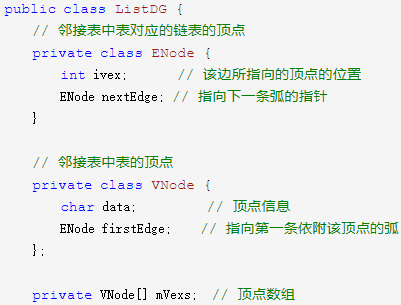 public class ListDG {
// 邻接表中表对应的链表的顶点
private class ENode {
int ivex; // 该边所指向的顶点的位置
ENode nextEdge; // 指向下一条弧的指针
}
// 邻接表中表的顶点
private class VNode {
char data; // 顶点信息
ENode firstEdge; // 指向第一条依附该顶点的弧
};
private VNode[] mVexs; // 顶点数组